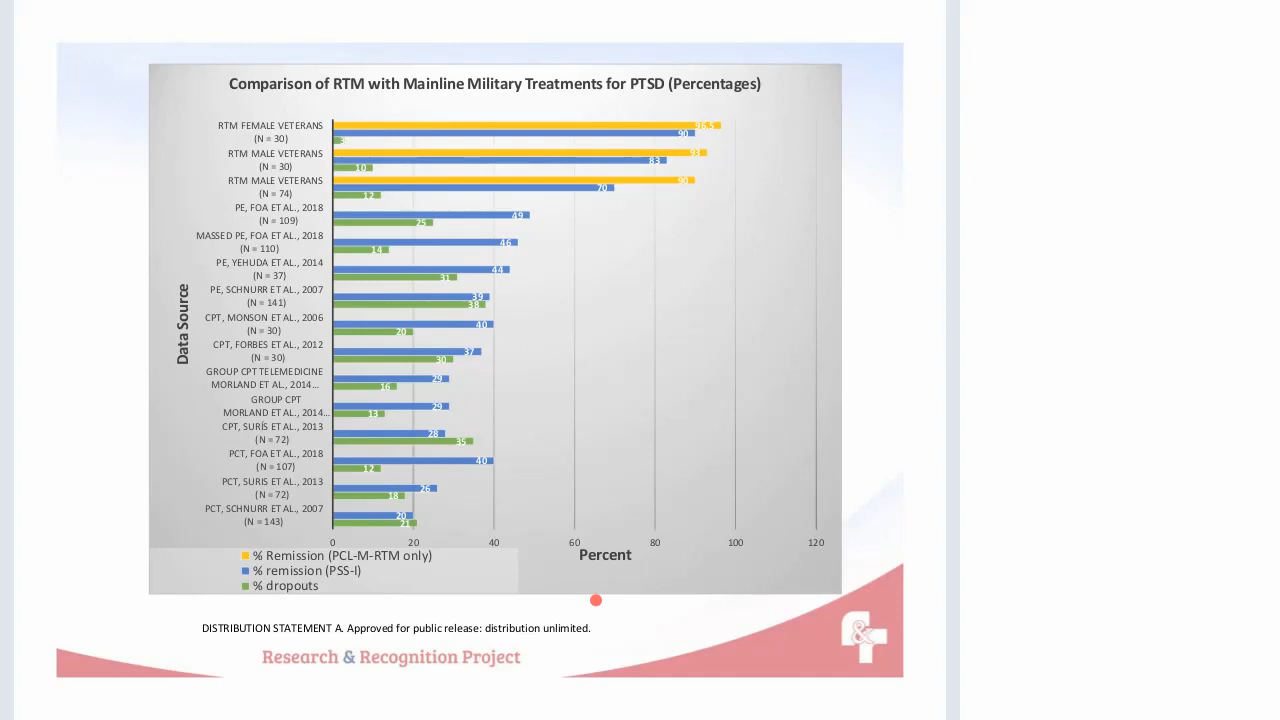 Comparison of RTM with Mainline Military Treatments for PTSD (Percentages)
RTM FEMALE VETERANS
(N = 30)
96.5
90
3
RTM MALE VETERANS
(N = 30)
93
83
10
RTM MALE VETERANS
(N = 74)
90
70
12
PE, FOA ET AL., 2018
(N = 109)
49
25
MASSED PE, FOA ET AL., 2018
(N = 110)
46
14
PE, YEHUDA ET AL., 2014
(N = 37)
44
31
PE, SCHNURR ET AL., 2007
(N = 141)
39
38
CPT, MONSON ET AL., 2006
(N = 30)
40
20
CPT, FORBES ET AL., 2012
(N = 30)
37
30
GROUP CPT TELEMEDICINE
MORLAND ET AL., 2014...
29
16
GROUP CPT
MORLAND ET AL., 2014...
29
13
CPT, SURÍS ET AL., 2013
(N = 72)
28
35
PCT, FOA ET AL., 2018
(N = 107)
40
12
PCT, SURIS ET AL., 2013
(N = 72)
26
18
PCT, SCHNURR ET AL., 2007
(N = 143)
20
21
Data Source
0 20 40 60 80 100 120
Percent
% Remission (PCL-M-RTM only)
% remission (PSS-I)
% dropouts
DISTRIBUTION STATEMENT A. Approved for public release: distribution unlimited.
Research & Recognition Project
r&r